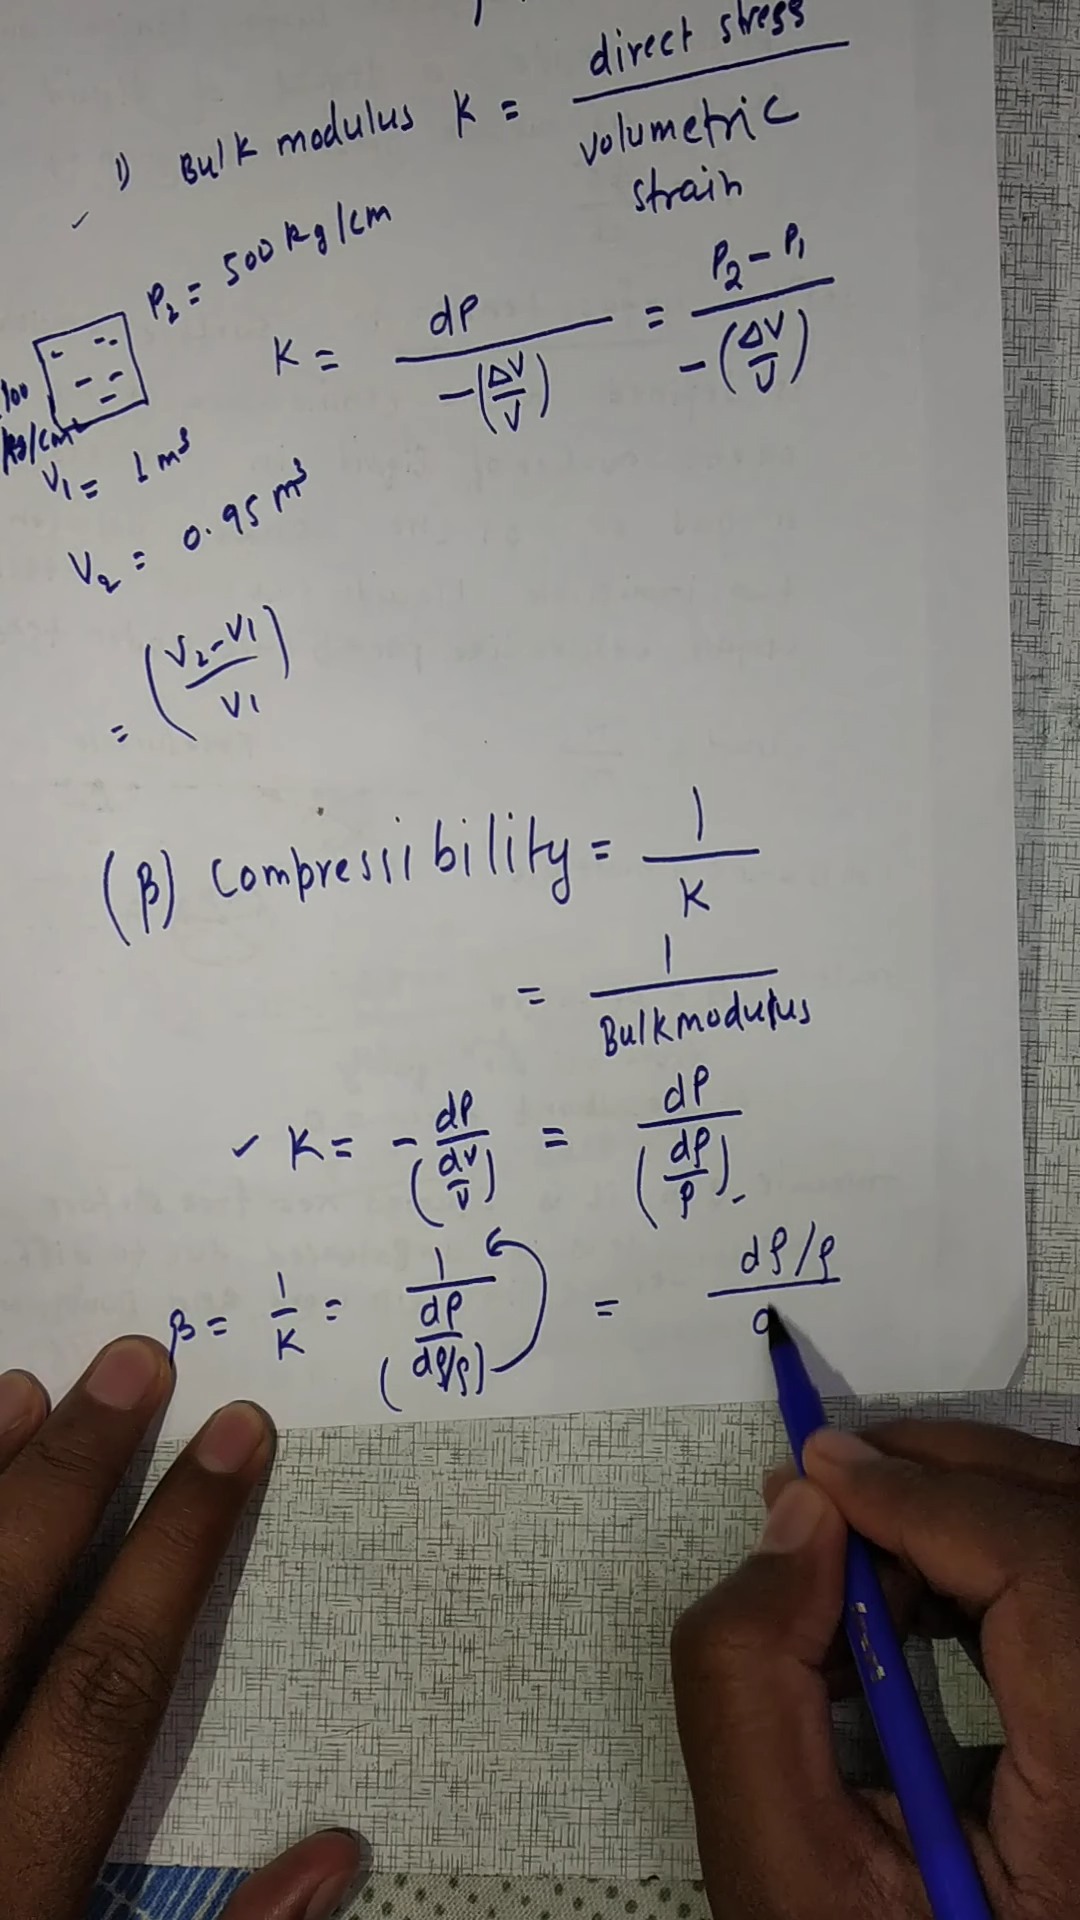 1) Bulk modulus K = direct stress / volumetric strain
P₂ = 500 kg/cm
K = dP / -(ΔV/V) = P₂ - P₁ / -(ΔV/V)
100 kg/cm²
V₁ = 1 m³
V₂ = 0.95 m³
= (V₂-V₁ / V₁)
(β) Compressibility = 1/K
= 1 / Bulkmodulus
✓ K = - dP / (dv/v) = dP / (dρ/ρ)
β = 1/K = 1 / dP/(dρ/ρ) = dρ/ρ /